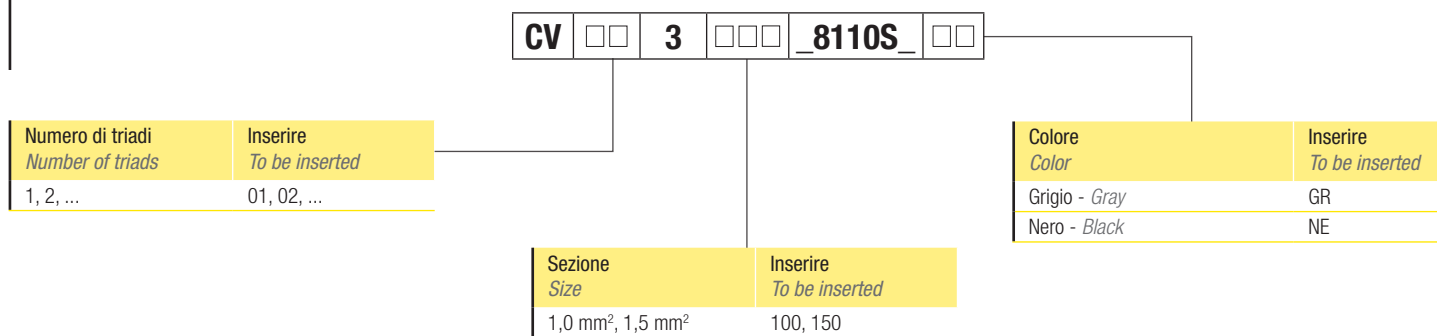 CV □□ 3 □□□ _8110S_ □□
Numero di triadi Inserire
Number of triads To be inserted
1, 2, ... 01, 02, ...
Colore Inserire
Color To be inserted
Grigio - Gray GR
Nero - Black NE
Sezione Inserire
Size To be inserted
1,0 mm², 1,5 mm² 100, 150